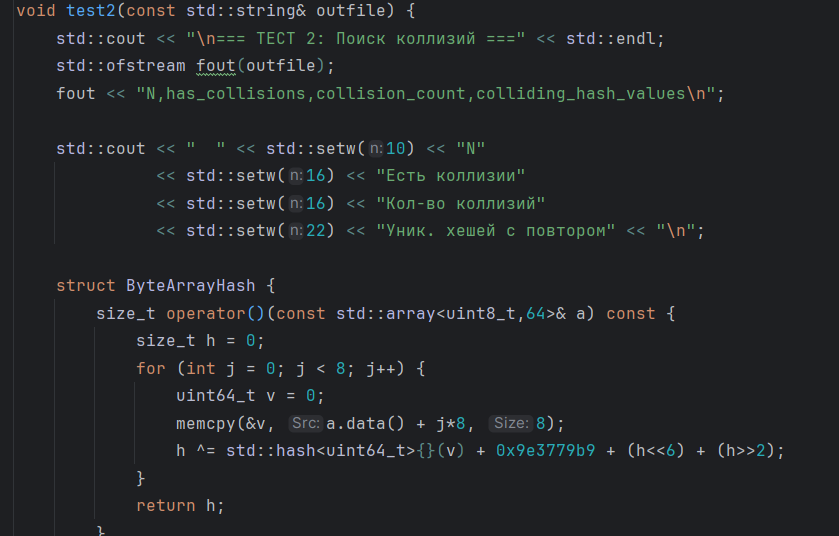 void test2(const std::string& outfile) {
    std::cout << "\n=== ТЕСТ 2: Поиск коллизий ===" << std::endl;
    std::ofstream fout(outfile);
    fout << "N,has_collisions,collision_count,colliding_hash_values\n";
    std::cout << "  " << std::setw(n:10) << "N"
              << std::setw(n:16) << "Есть коллизии"
              << std::setw(n:16) << "Кол-во коллизий"
              << std::setw(n:22) << "Уник. хешей с повтором" << "\n";
    struct ByteArrayHash {
        size_t operator()(const std::array<uint8_t,64>& a) const {
            size_t h = 0;
            for (int j = 0; j < 8; j++) {
                uint64_t v = 0;
                memcpy(&v, Src:a.data() + j*8, Size:8);
                h ^= std::hash<uint64_t>{}(v) + 0x9e3779b9 + (h<<6) + (h>>2);
            }
            return h;
        }